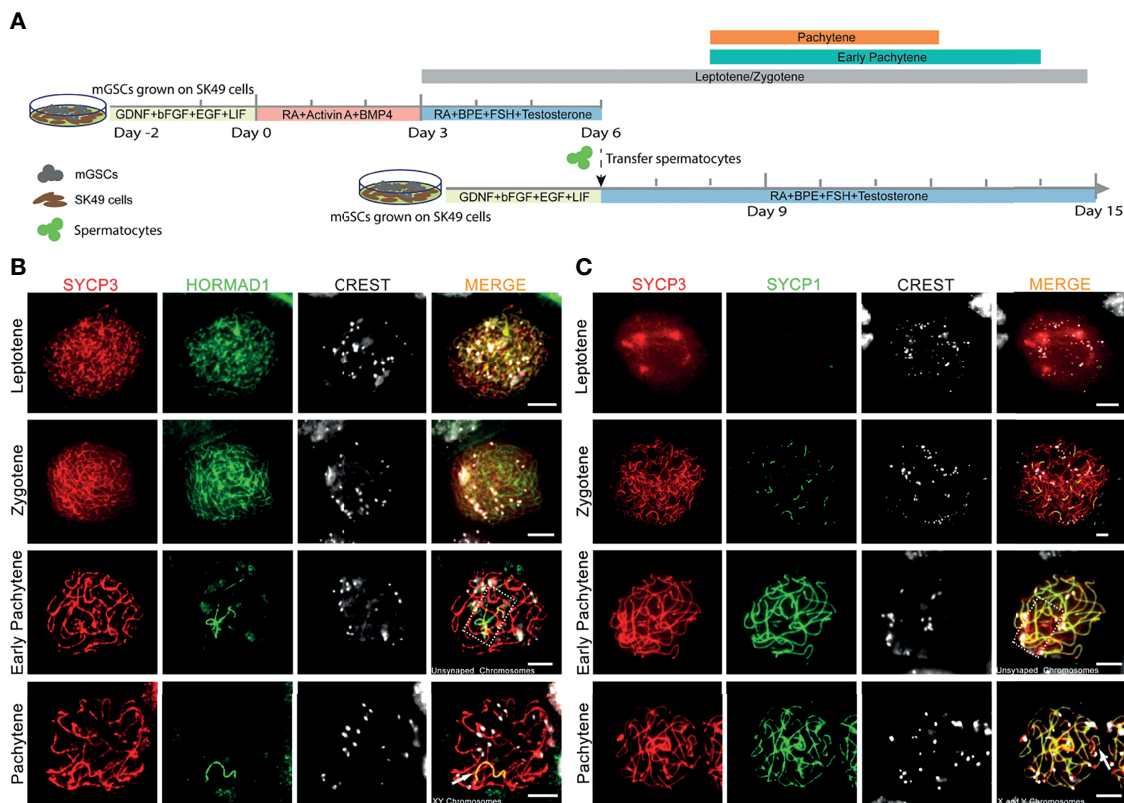 A
Pachytene
Early Pachytene
Leptotene/Zygotene
mGSCs grown on SK49 cells
GDNF+bFGF+EGF+LIF
RA+Activin A+BMP4
RA+BPE+FSH+Testosterone
Day -2
Day 0
Day 3
Day 6
mGSCs
SK49 cells
Spermatocytes
Transfer spermatocytes
GDNF+bFGF+EGF+LIF
RA+BPE+FSH+Testosterone
mGSCs grown on SK49 cells
Day 9
Day 15
B
SYCP3
HORMAD1
CREST
MERGE
Leptotene
Zygotene
Early Pachytene
Unsynaped Chromosomes
Pachytene
XY Chromosomes
C
SYCP3
SYCP1
CREST
MERGE
Leptotene
Zygotene
Early Pachytene
Unsynaped Chromosomes
Pachytene
X and Y Chromosomes